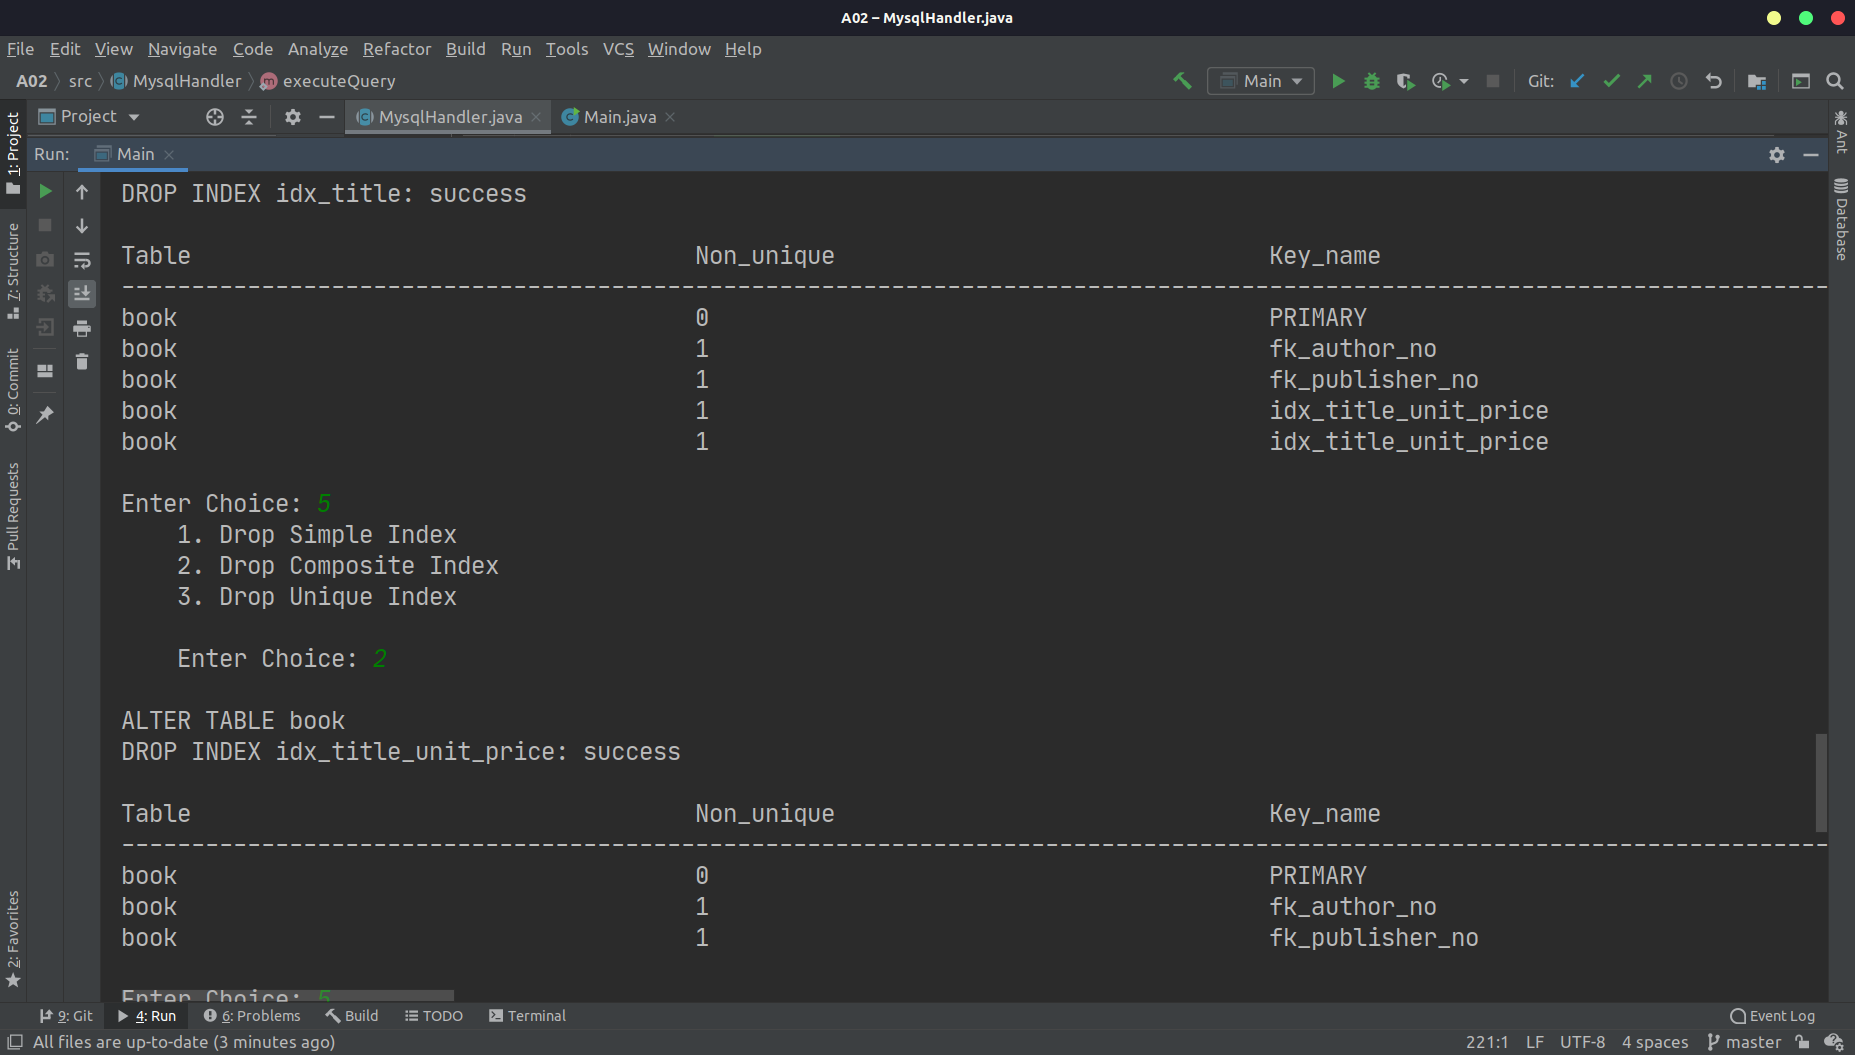 A02 – MysqlHandler.java
File Edit View Navigate Code Analyze Refactor Build Run Tools VCS Window Help
A02 src MysqlHandler executeQuery Main Git:
Project MysqlHandler.java Main.java
Run: Main
1: Project
7: Structure
0: Commit
Pull Requests
2: Favorites
Ant
Database
DROP INDEX idx_title: success
Table Non_unique Key_name
--------------------------------------------------------------------------------------------------------------------------
book 0 PRIMARY
book 1 fk_author_no
book 1 fk_publisher_no
book 1 idx_title_unit_price
book 1 idx_title_unit_price
Enter Choice: 5
1. Drop Simple Index
2. Drop Composite Index
3. Drop Unique Index
Enter Choice: 2
ALTER TABLE book
DROP INDEX idx_title_unit_price: success
Table Non_unique Key_name
--------------------------------------------------------------------------------------------------------------------------
book 0 PRIMARY
book 1 fk_author_no
book 1 fk_publisher_no
Enter Choice: 5
9: Git 4: Run 6: Problems Build TODO Terminal Event Log
All files are up-to-date (3 minutes ago) 221:1 LF UTF-8 4 spaces master